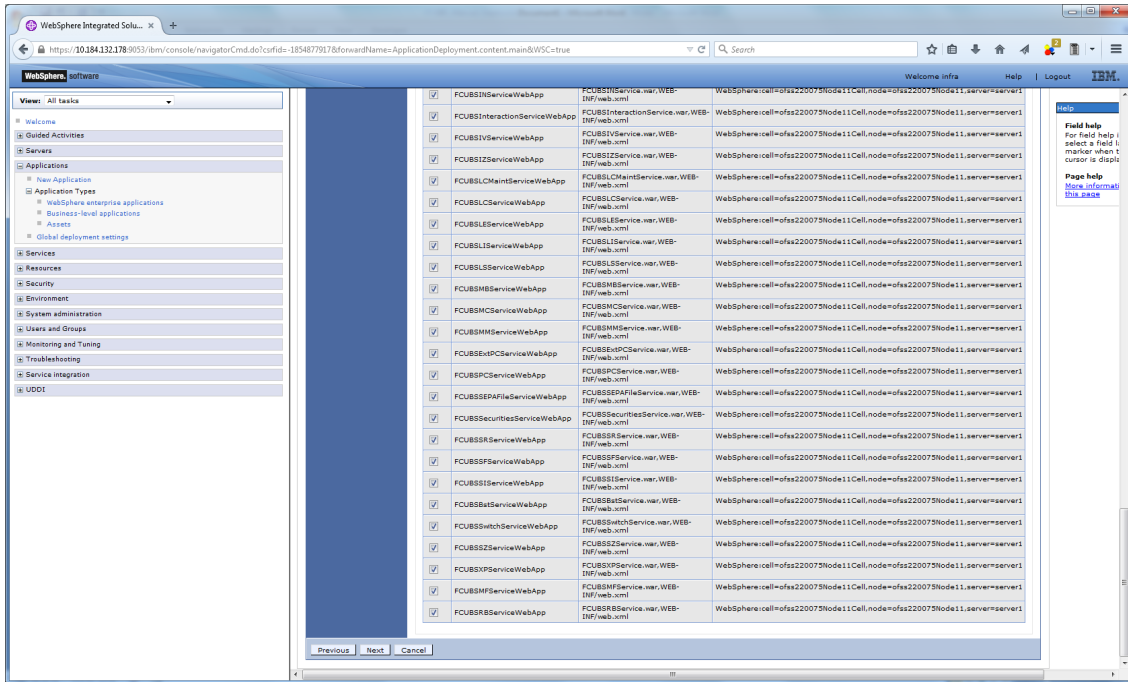 WebSphere Integrated Solu...
https://10.184.132.178:9053/ibm/console/navigatorCmd.do?csrfid=-1854877917&forwardName=ApplicationDeployment.content.main&WSC=true
Search
2
WebSphere. software
Welcome infra
Help | Logout
IBM.
View: All tasks
Welcome
Guided Activities
Servers
Applications
New Application
Application Types
WebSphere enterprise applications
Business-level applications
Assets
Global deployment settings
Services
Resources
Security
Environment
System administration
Users and Groups
Monitoring and Tuning
Troubleshooting
Service integration
UDDI
FCUBSINServiceWebApp
FCUBSINService.war,WEB-
INF/web.xml
WebSphere:cell=ofss220075Node11Cell,node=ofss220075Node11,server=server1
FCUBSInteractionServiceWebApp
FCUBSInteractionService.war,WEB-
INF/web.xml
WebSphere:cell=ofss220075Node11Cell,node=ofss220075Node11,server=server1
FCUBSIVServiceWebApp
FCUBSIVService.war,WEB-
INF/web.xml
WebSphere:cell=ofss220075Node11Cell,node=ofss220075Node11,server=server1
FCUBSIZServiceWebApp
FCUBSIZService.war,WEB-
INF/web.xml
WebSphere:cell=ofss220075Node11Cell,node=ofss220075Node11,server=server1
FCUBSLCMaintServiceWebApp
FCUBSLCMaintService.war,WEB-
INF/web.xml
WebSphere:cell=ofss220075Node11Cell,node=ofss220075Node11,server=server1
FCUBSLCServiceWebApp
FCUBSLCService.war,WEB-
INF/web.xml
WebSphere:cell=ofss220075Node11Cell,node=ofss220075Node11,server=server1
FCUBSLEServiceWebApp
FCUBSLEService.war,WEB-
INF/web.xml
WebSphere:cell=ofss220075Node11Cell,node=ofss220075Node11,server=server1
FCUBSLIServiceWebApp
FCUBSLIService.war,WEB-
INF/web.xml
WebSphere:cell=ofss220075Node11Cell,node=ofss220075Node11,server=server1
FCUBSLSServiceWebApp
FCUBSLSService.war,WEB-
INF/web.xml
WebSphere:cell=ofss220075Node11Cell,node=ofss220075Node11,server=server1
FCUBSMBServiceWebApp
FCUBSMBService.war,WEB-
INF/web.xml
WebSphere:cell=ofss220075Node11Cell,node=ofss220075Node11,server=server1
FCUBSMCServiceWebApp
FCUBSMCService.war,WEB-
INF/web.xml
WebSphere:cell=ofss220075Node11Cell,node=ofss220075Node11,server=server1
FCUBSMMServiceWebApp
FCUBSMMService.war,WEB-
INF/web.xml
WebSphere:cell=ofss220075Node11Cell,node=ofss220075Node11,server=server1
FCUBSExtPCServiceWebApp
FCUBSExtPCService.war,WEB-
INF/web.xml
WebSphere:cell=ofss220075Node11Cell,node=ofss220075Node11,server=server1
FCUBSPCServiceWebApp
FCUBSPCService.war,WEB-
INF/web.xml
WebSphere:cell=ofss220075Node11Cell,node=ofss220075Node11,server=server1
FCUBSSEPAFileServiceWebApp
FCUBSSEPAFileService.war,WEB-
INF/web.xml
WebSphere:cell=ofss220075Node11Cell,node=ofss220075Node11,server=server1
FCUBSSecuritiesServiceWebApp
FCUBSSecuritiesService.war,WEB-
INF/web.xml
WebSphere:cell=ofss220075Node11Cell,node=ofss220075Node11,server=server1
FCUBSSRServiceWebApp
FCUBSSRService.war,WEB-
INF/web.xml
WebSphere:cell=ofss220075Node11Cell,node=ofss220075Node11,server=server1
FCUBSSFServiceWebApp
FCUBSSFService.war,WEB-
INF/web.xml
WebSphere:cell=ofss220075Node11Cell,node=ofss220075Node11,server=server1
FCUBSSIServiceWebApp
FCUBSSIService.war,WEB-
INF/web.xml
WebSphere:cell=ofss220075Node11Cell,node=ofss220075Node11,server=server1
FCUBSBstServiceWebApp
FCUBSBstService.war,WEB-
INF/web.xml
WebSphere:cell=ofss220075Node11Cell,node=ofss220075Node11,server=server1
FCUBSSwitchServiceWebApp
FCUBSSwitchService.war,WEB-
INF/web.xml
WebSphere:cell=ofss220075Node11Cell,node=ofss220075Node11,server=server1
FCUBSSZServiceWebApp
FCUBSSZService.war,WEB-
INF/web.xml
WebSphere:cell=ofss220075Node11Cell,node=ofss220075Node11,server=server1
FCUBSXPServiceWebApp
FCUBSXPService.war,WEB-
INF/web.xml
WebSphere:cell=ofss220075Node11Cell,node=ofss220075Node11,server=server1
FCUBSMFServiceWebApp
FCUBSMFService.war,WEB-
INF/web.xml
WebSphere:cell=ofss220075Node11Cell,node=ofss220075Node11,server=server1
FCUBSRBServiceWebApp
FCUBSRBService.war,WEB-
INF/web.xml
WebSphere:cell=ofss220075Node11Cell,node=ofss220075Node11,server=server1
Previous Next Cancel
Help
Field help
For field help
select a field
marker when
cursor is
Page help
More
this page